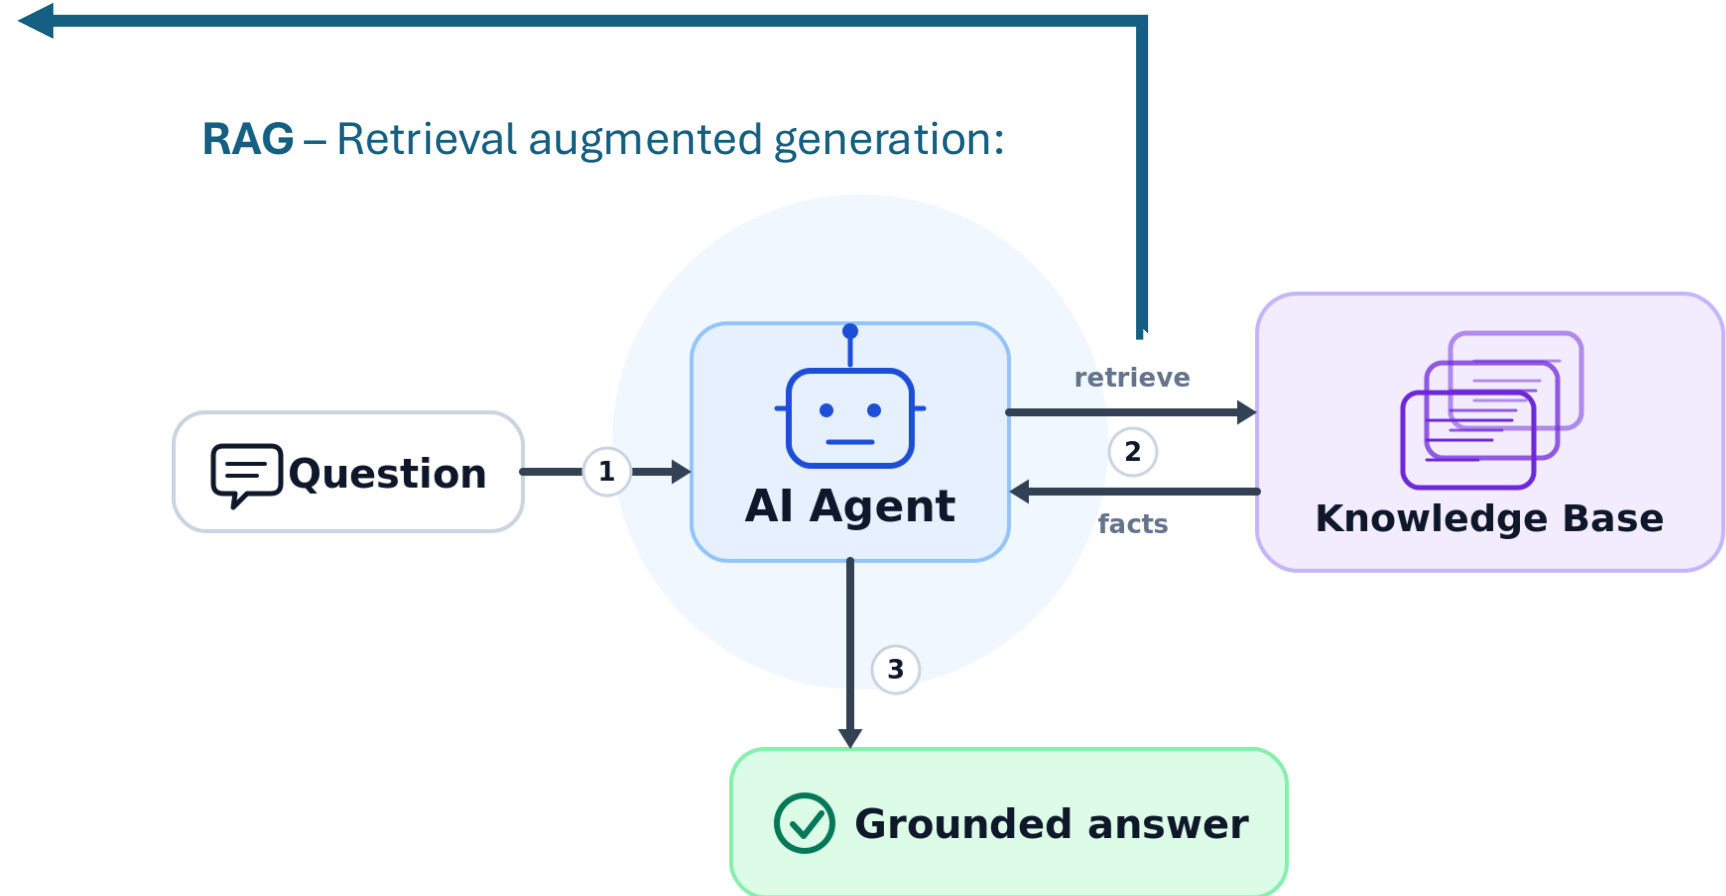 RAG – Retrieval augmented generation:
retrieve
Question
1
2
AI Agent
facts
Knowledge Base
3
Grounded answer